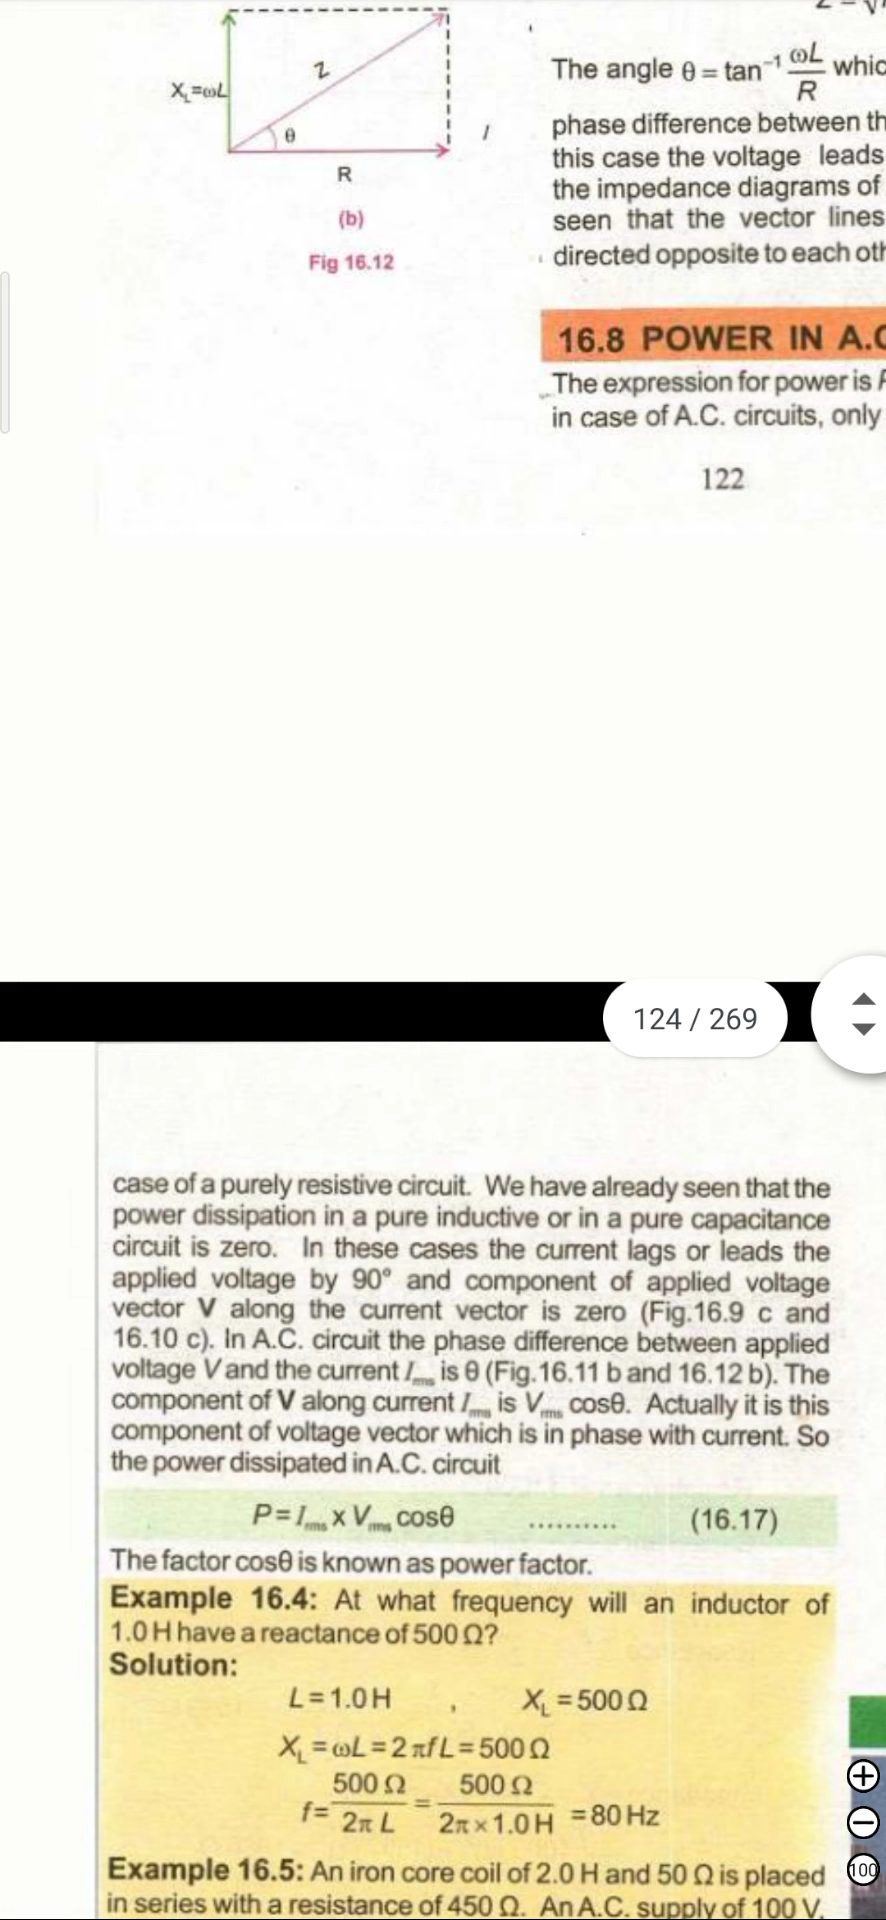 X_L=ωL
Z
θ
R
(b)
Fig 16.12
The angle θ = tan⁻¹ ωL/R
phase difference between
this case the voltage leads
the impedance diagrams of
seen that the vector lines
directed opposite to each
16.8 POWER IN
The expression for power is
in case of A.C. circuits, only
122
124 / 269
case of a purely resistive circuit. We have already seen that the
power dissipation in a pure inductive or in a pure capacitance
circuit is zero. In these cases the current lags or leads the
applied voltage by 90° and component of applied voltage
vector V along the current vector is zero (Fig.16.9 c and
16.10 c). In A.C. circuit the phase difference between applied
voltage V and the current I_rms is θ (Fig.16.11 b and 16.12 b). The
component of V along current I_rms is V_rms cosθ. Actually it is this
component of voltage vector which is in phase with current. So
the power dissipated in A.C. circuit
P = I_rms x V_rms cosθ .......... (16.17)
The factor cosθ is known as power factor.
Example 16.4: At what frequency will an inductor of
1.0 H have a reactance of 500 Ω?
Solution:
L = 1.0 H , X_L = 500 Ω
X_L = ωL = 2 πf L = 500 Ω
f = 500 Ω / 2π L = 500 Ω / 2π × 1.0 H = 80 Hz
Example 16.5: An iron core coil of 2.0 H and 50 Ω is placed
in series with a resistance of 450 Ω. An A.C. supply of 100 V,
100